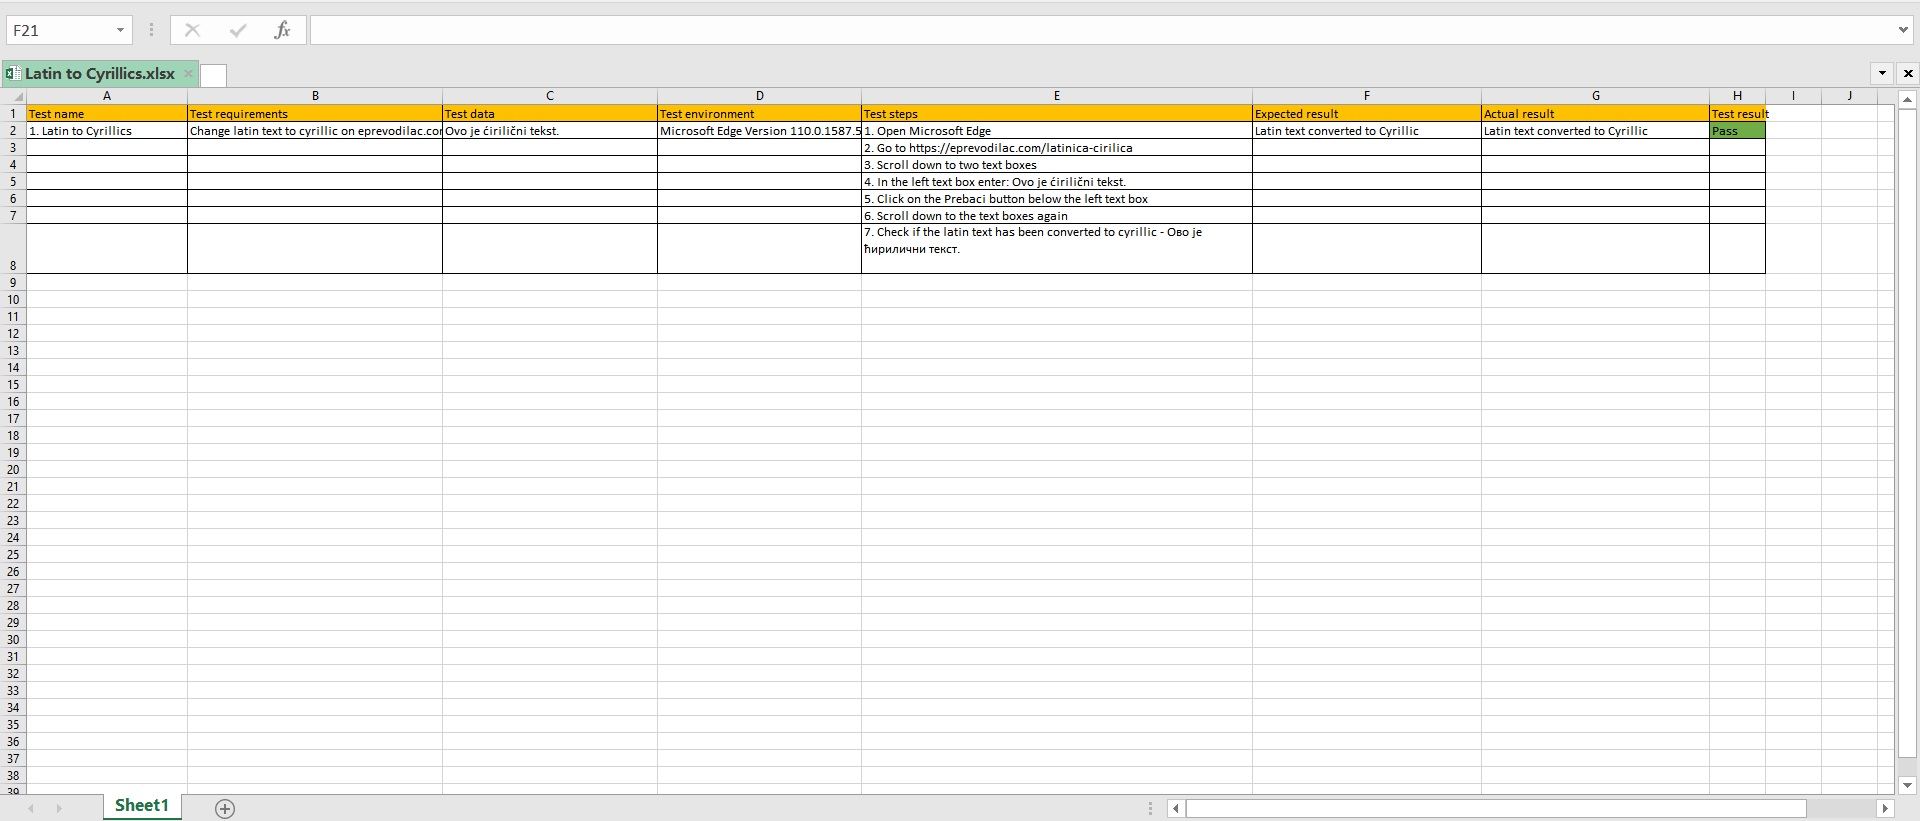 F21
fx
Latin to Cyrillics.xlsx
A B C D E F G H I J
1 Test name Test requirements Test data Test environment Test steps Expected result Actual result Test result
2 1. Latin to Cyrillics Change latin text to cyrillic on eprevodilac.cor Ovo je ćirilični tekst. Microsoft Edge Version 110.0.1587.5 1. Open Microsoft Edge Latin text converted to Cyrillic Latin text converted to Cyrillic Pass
3 2. Go to https://eprevodilac.com/latinica-cirilica
4 3. Scroll down to two text boxes
5 4. In the left text box enter: Ovo je ćirilični tekst.
6 5. Click on the Prebaci button below the left text box
7 6. Scroll down to the text boxes again
7. Check if the latin text has been converted to cyrillic - Ово је
ћирилични текст.
8
9
10
11
12
13
14
15
16
17
18
19
20
21
22
23
24
25
26
27
28
29
30
31
32
33
34
35
36
37
38
39
Sheet1